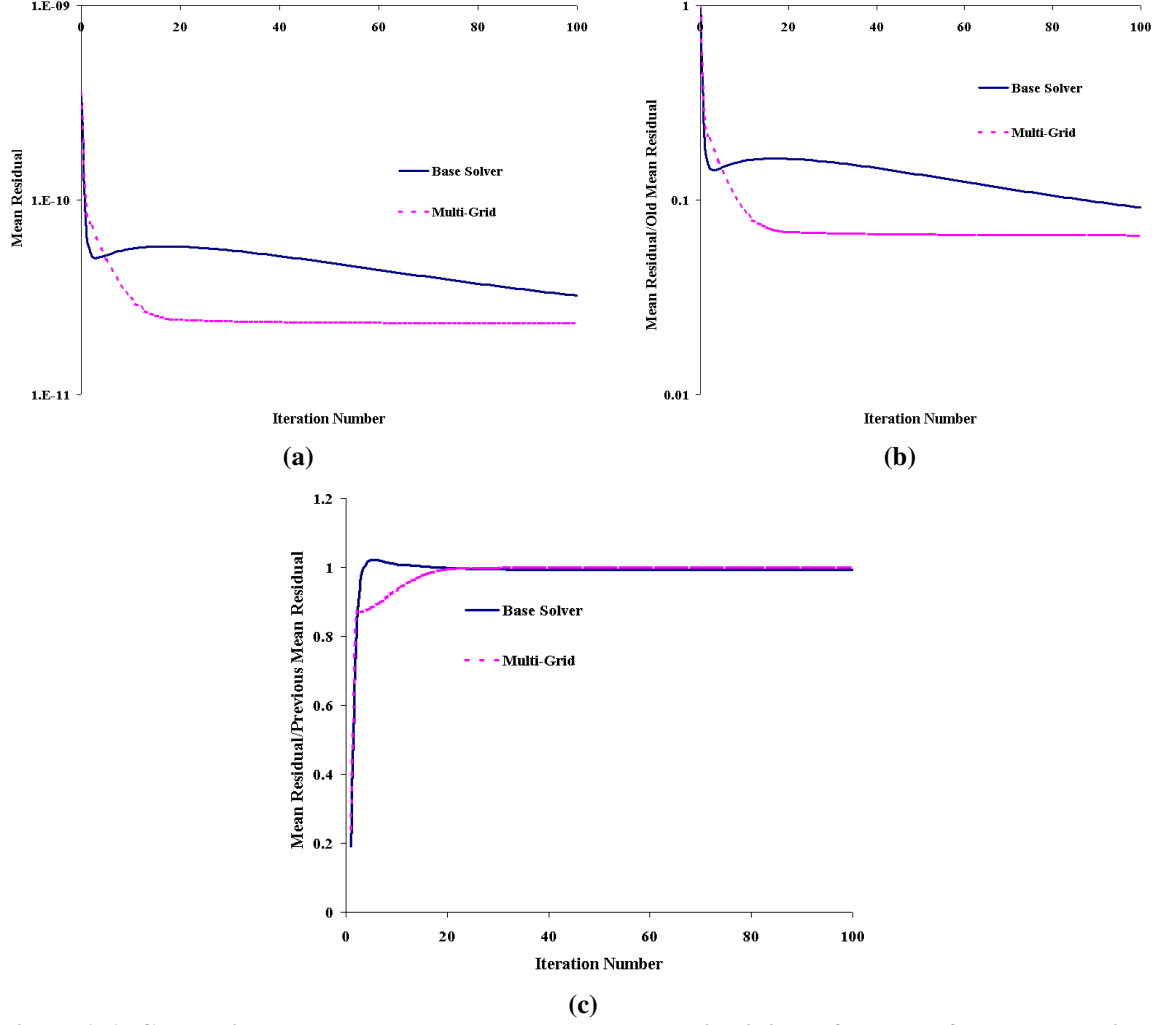 1.E-09
0
20
40
60
80
100
Mean Residual
1.E-10
Base Solver
Multi-Grid
1.E-11
Iteration Number
(a)
1
0
20
40
60
80
100
Mean Residual/Old Mean Residual
Base Solver
Multi-Grid
0.1
0.01
Iteration Number
(b)
Mean Residual/Previous Mean Residual
1.2
1
0.8
0.6
0.4
0.2
0
Base Solver
Multi-Grid
0
20
40
60
80
100
Iteration Number
(c)